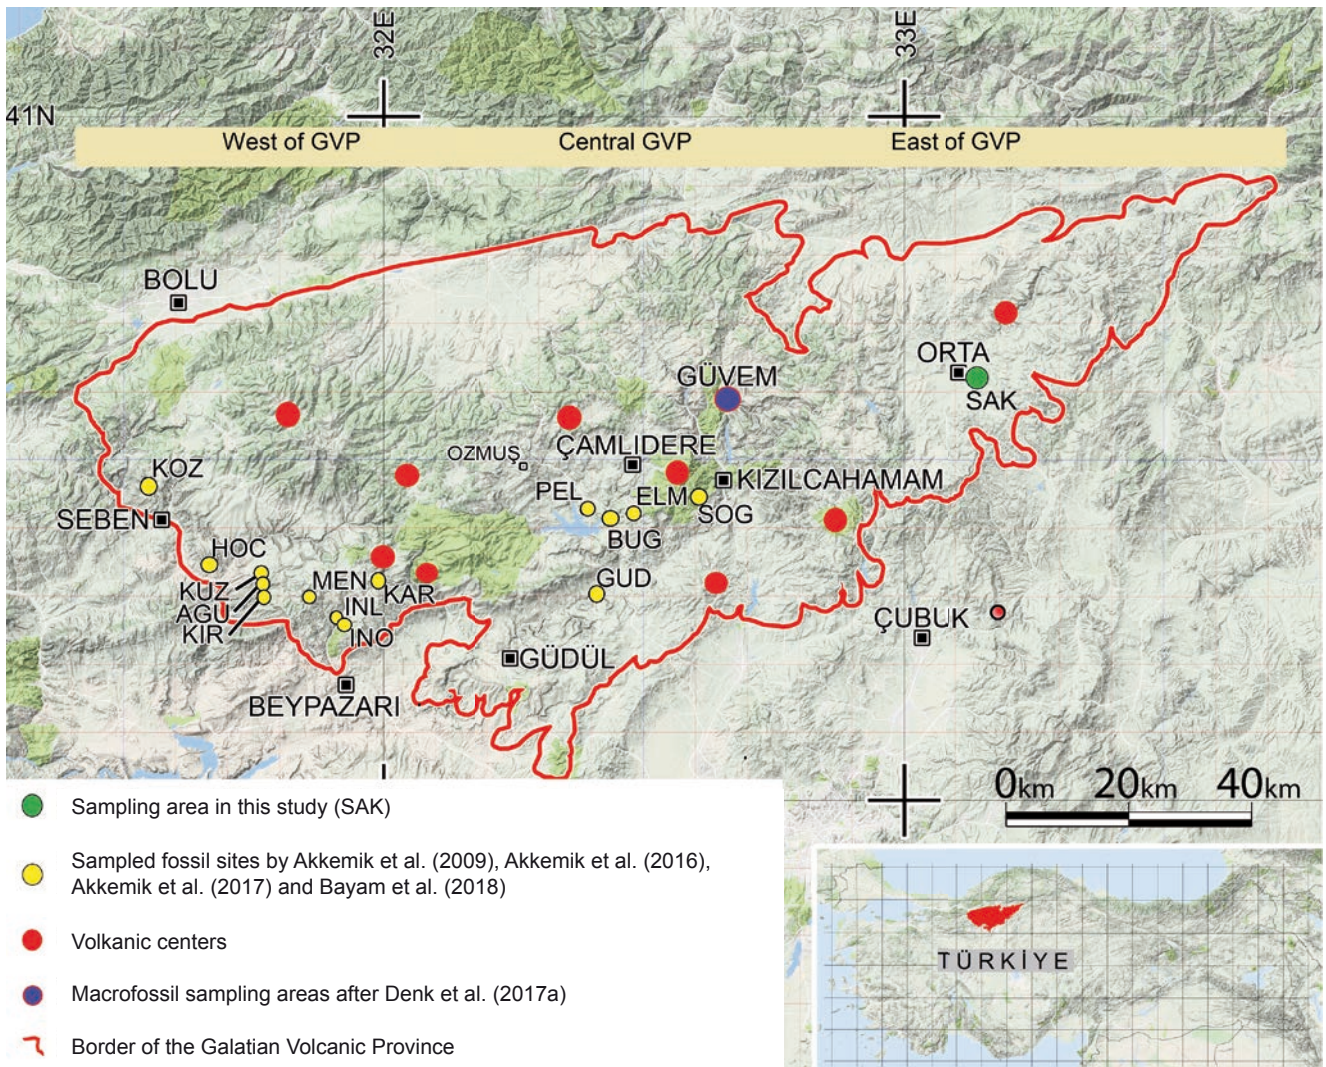 32E
33E
41N
West of GVP
Central GVP
East of GVP
BOLU
ORTA
SAK
GÜVEM
OZMUŞ
ÇAMLIDERE
KOZ
KIZILCAHAMAM
PEL
ELM
SOG
SEBEN
BUG
HOC
GUD
KUZ
MEN
KAR
AGU
INL
KIR
INO
ÇUBUK
GÜDÜL
BEYPAZARI
0km 20km 40km
Sampling area in this study (SAK)
Sampled fossil sites by Akkemik et al. (2009), Akkemik et al. (2016),
Akkemik et al. (2017) and Bayam et al. (2018)
Volkanic centers
Macrofossil sampling areas after Denk et al. (2017a)
Border of the Galatian Volcanic Province
TÜRKİYE